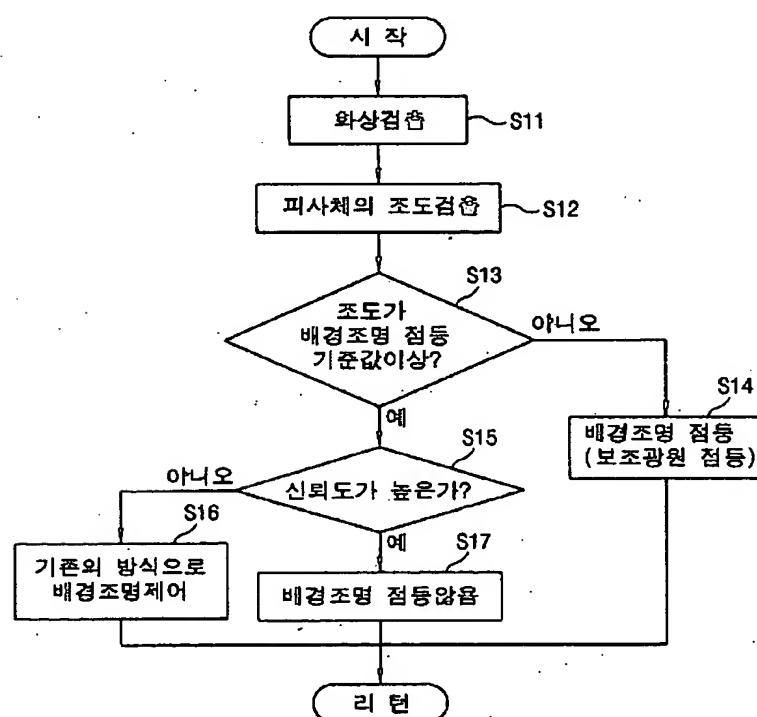 시 작
화상검출
S11
피사체의 조도검출
S12
S13
조도가
배경조명 점등
기준값이상?
아니오
예
S14
배경조명 점등
(보조광원 점등)
S15
신뢰도가 높은가?
아니오
예
S16
기존의 방식으로
배경조명제어
S17
배경조명 점등않음
리 턴